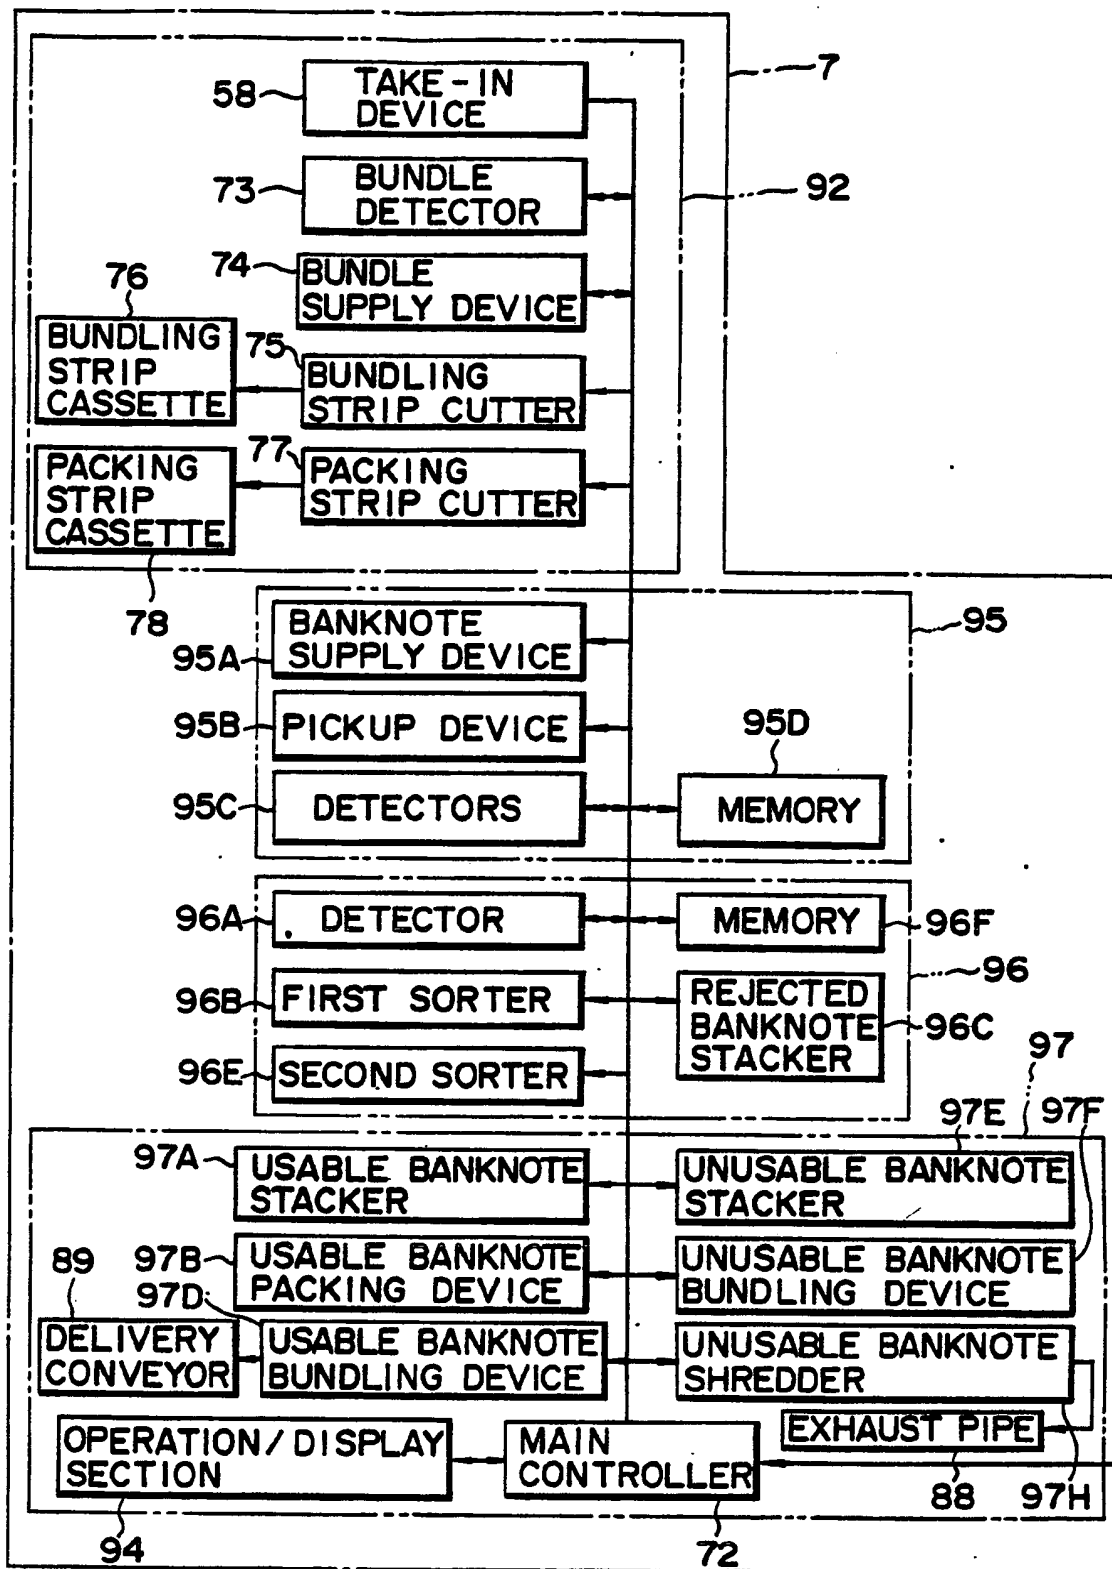 7
58
TAKE-IN
DEVICE
73
BUNDLE
DETECTOR
92
74
BUNDLE
SUPPLY DEVICE
76
BUNDLING
STRIP
CASSETTE
75
BUNDLING
STRIP CUTTER
PACKING
STRIP
CASSETTE
77
PACKING
STRIP CUTTER
78
95
95A
BANKNOTE
SUPPLY DEVICE
95B
PICKUP DEVICE
95D
95C
DETECTORS
MEMORY
96A
DETECTOR
MEMORY
96F
96
96B
FIRST SORTER
REJECTED
BANKNOTE
STACKER
96C
96E
SECOND SORTER
97
97A
USABLE BANKNOTE
STACKER
97E
UNUSABLE BANKNOTE
STACKER
97F
97B
USABLE BANKNOTE
PACKING DEVICE
UNUSABLE BANKNOTE
BUNDLING DEVICE
89
DELIVERY
CONVEYOR
97D
USABLE BANKNOTE
BUNDLING DEVICE
UNUSABLE BANKNOTE
SHREDDER
OPERATION/DISPLAY
SECTION
MAIN
CONTROLLER
EXHAUST PIPE
88
97H
94
72